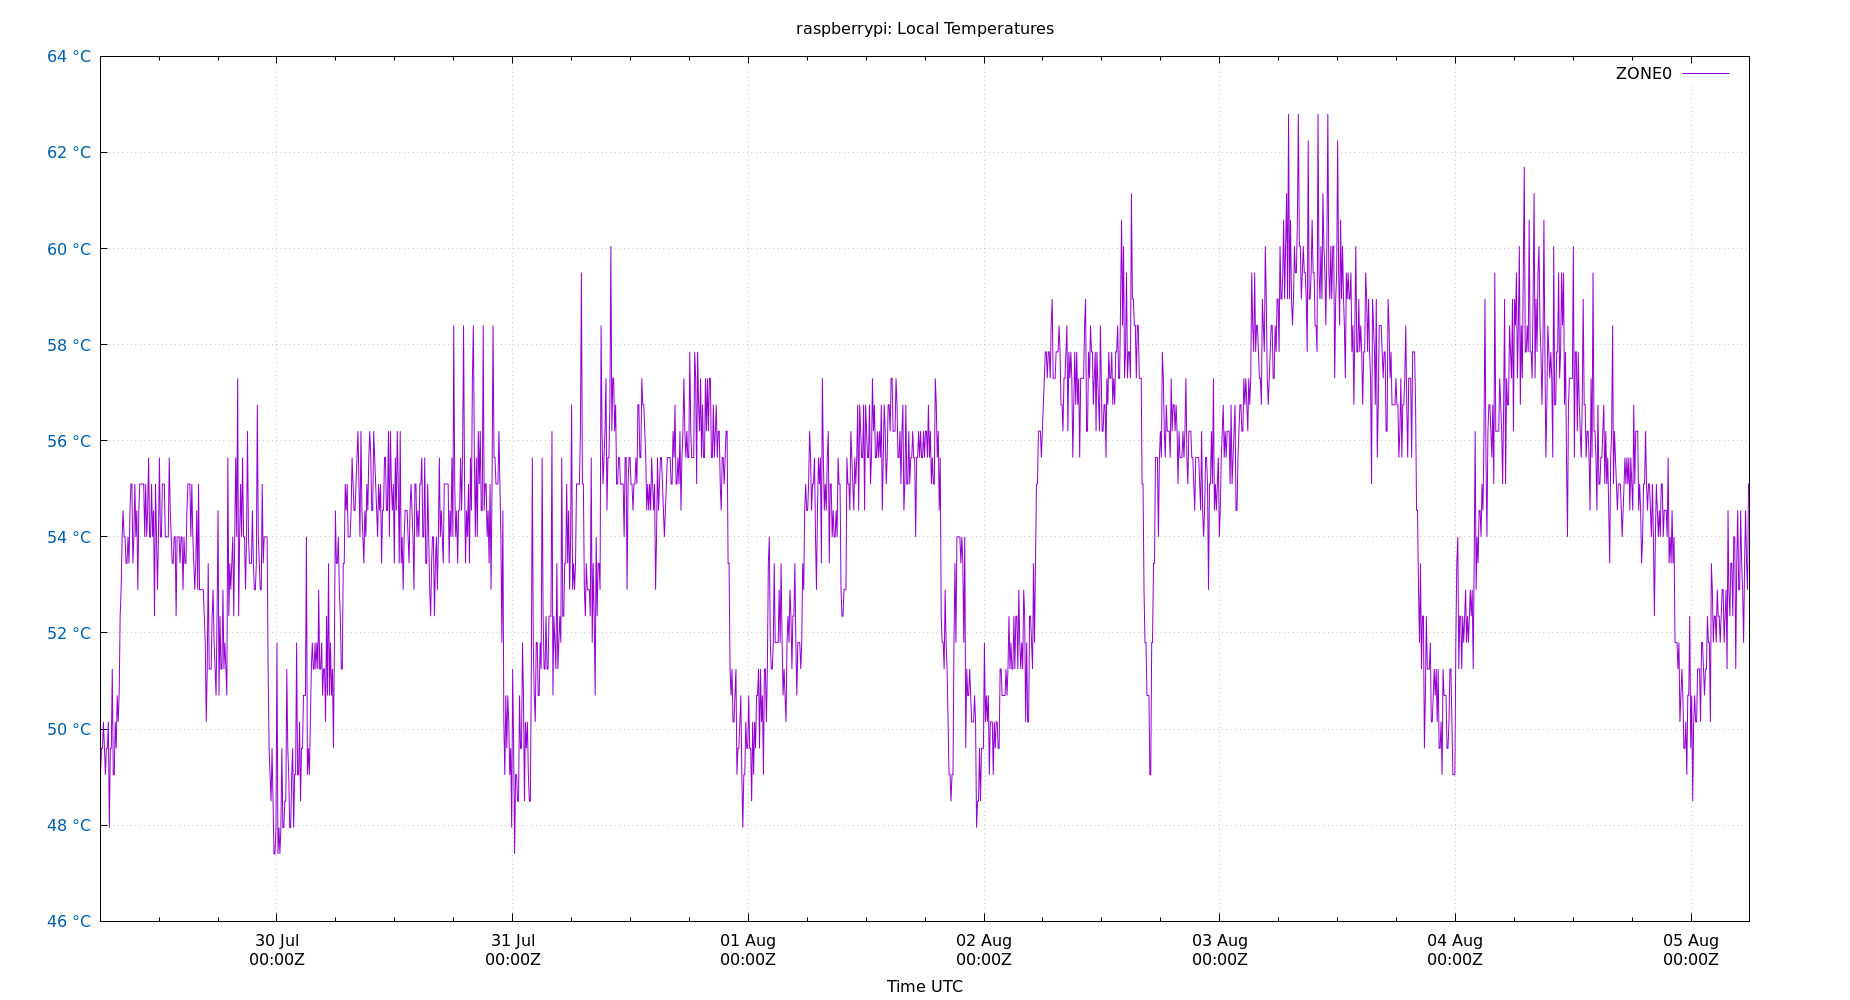 raspberrypi: Local Temperatures
64 °C
ZONE0
62 °C
60 °C
58 °C
56 °C
54 °C
52 °C
50 °C
48 °C
46 °C
30 Jul 31 Jul 01 Aug 02 Aug 03 Aug 04 Aug 05 Aug
00:00Z 00:00Z 00:00Z 00:00Z 00:00Z 00:00Z 00:00Z
Time UTC